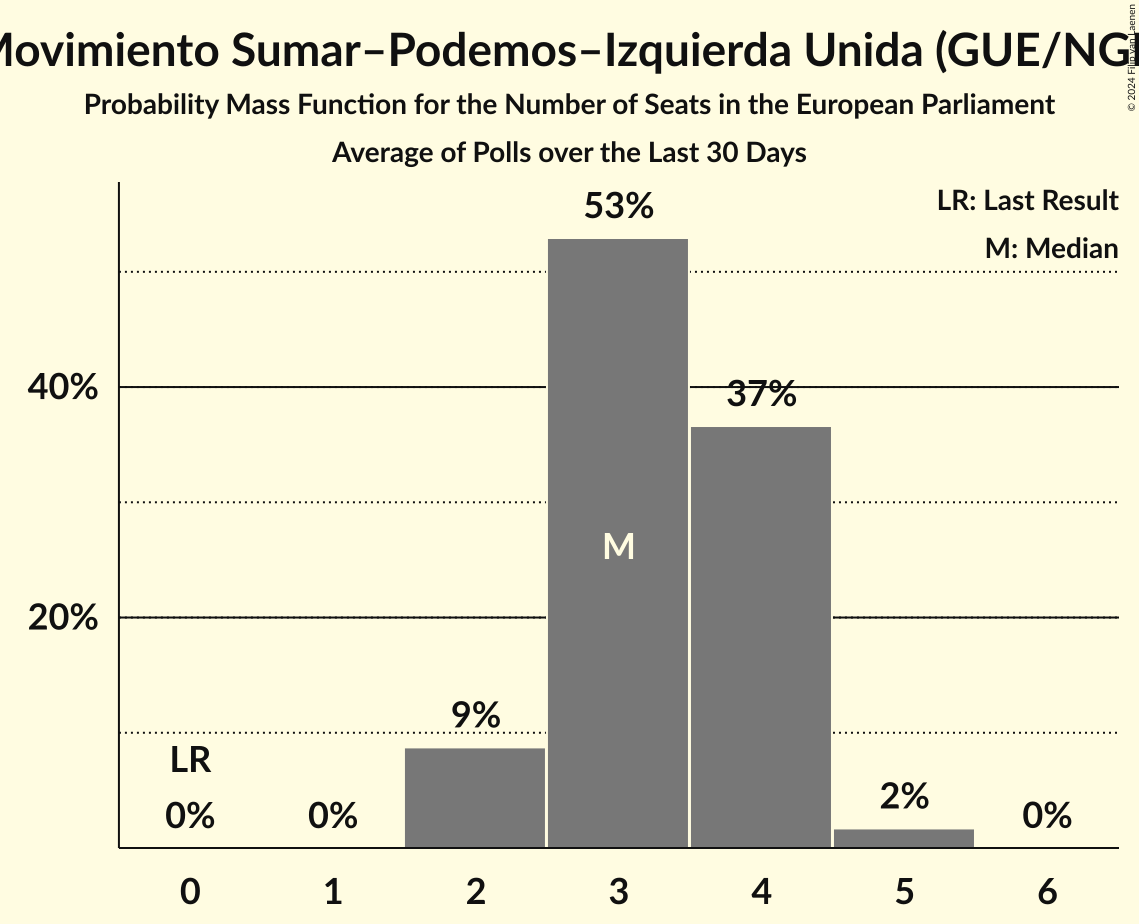 Movimiento Sumar–Podemos–Izquierda Unida (GUE/NG
Probability Mass Function for the Number of Seats in the European Parliament
Average of Polls over the Last 30 Days
© 2024 Filip van Laenen
LR: Last Result
M: Median
53%
40%
37%
M
20%
9%
LR
2%
0% 0% 0%
0 1 2 3 4 5 6